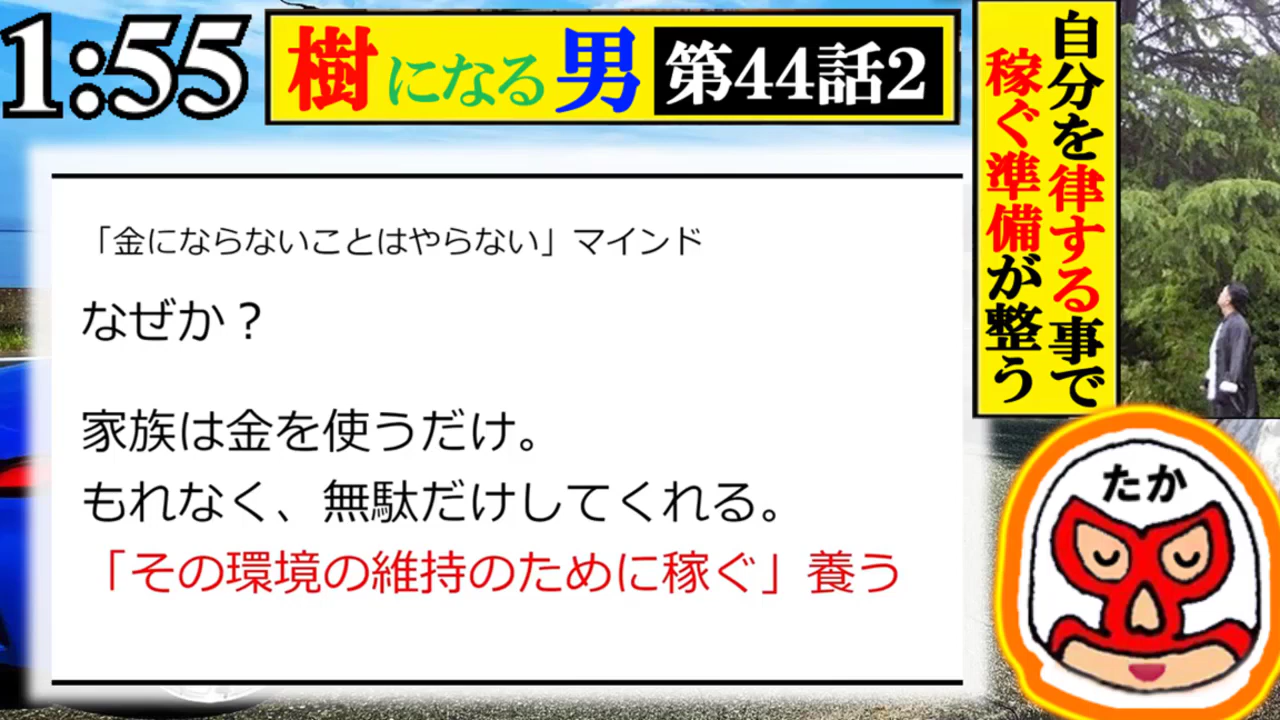 1:55
樹になる男 第44話2
自分を律する事で
稼ぐ準備が整う
「金にならないことはやらない」マインド
なぜか？
家族は金を使うだけ。
もれなく、無駄だけしてくれる。
「その環境の維持のために稼ぐ」養う
たか